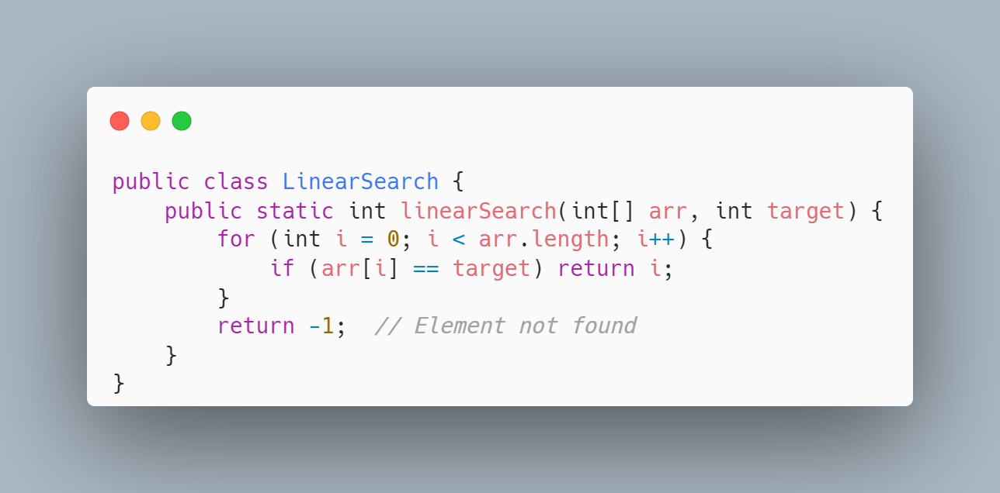 public class LinearSearch {
    public static int linearSearch(int[] arr, int target) {
        for (int i = 0; i < arr.length; i++) {
            if (arr[i] == target) return i;
        }
        return -1;  // Element not found
    }
}